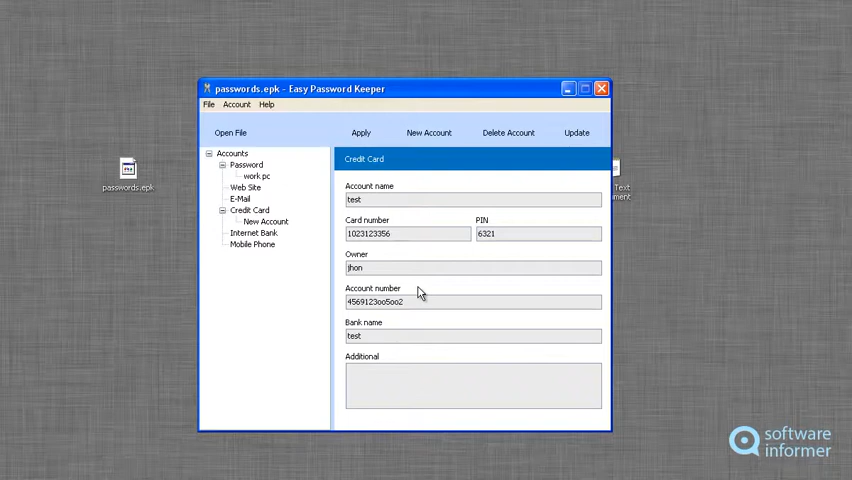 passwords.epk - Easy Password Keeper
File Account Help
Open File Apply New Account Delete Account Update
Accounts
Password
work pc
Web Site
E-Mail
Credit Card
New Account
Internet Bank
Mobile Phone
Credit Card
Account name
test
Card number PIN
1023123356 6321
Owner
jhon
Account number
4569123oo5oo2
Bank name
test
Additional
passwords.epk
Text
software
informer